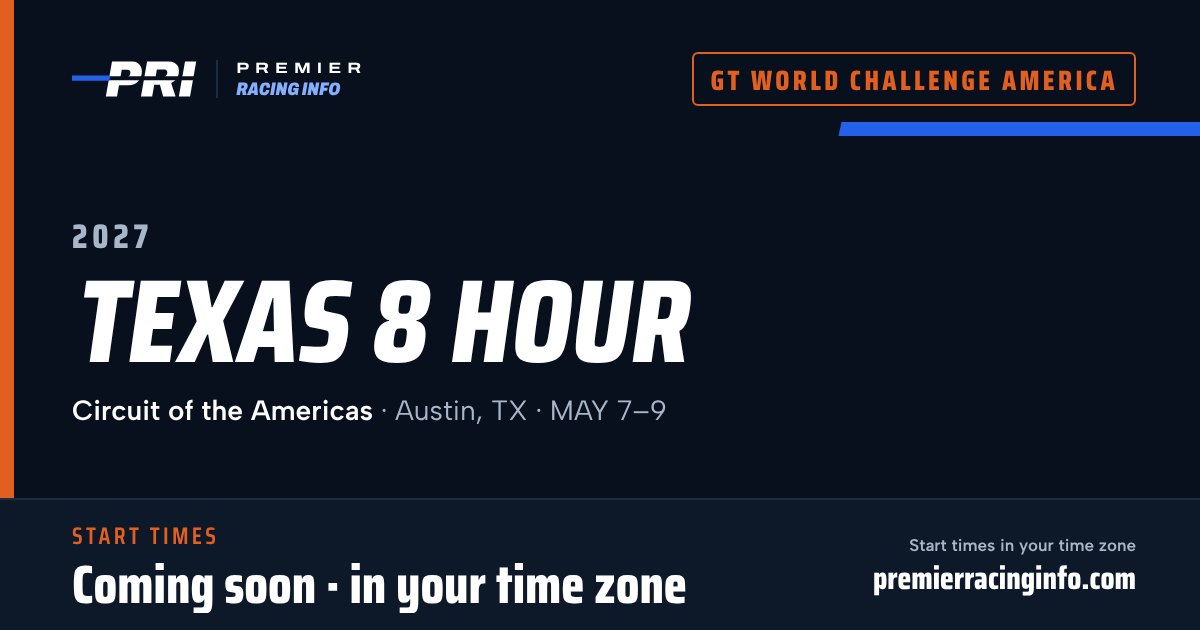 PRI
PREMIER
RACING INFO
GT WORLD CHALLENGE AMERICA
2027
TEXAS 8 HOUR
Circuit of the Americas · Austin, TX · MAY 7–9
START TIMES
Coming soon · in your time zone
Start times in your time zone
premierracinginfo.com